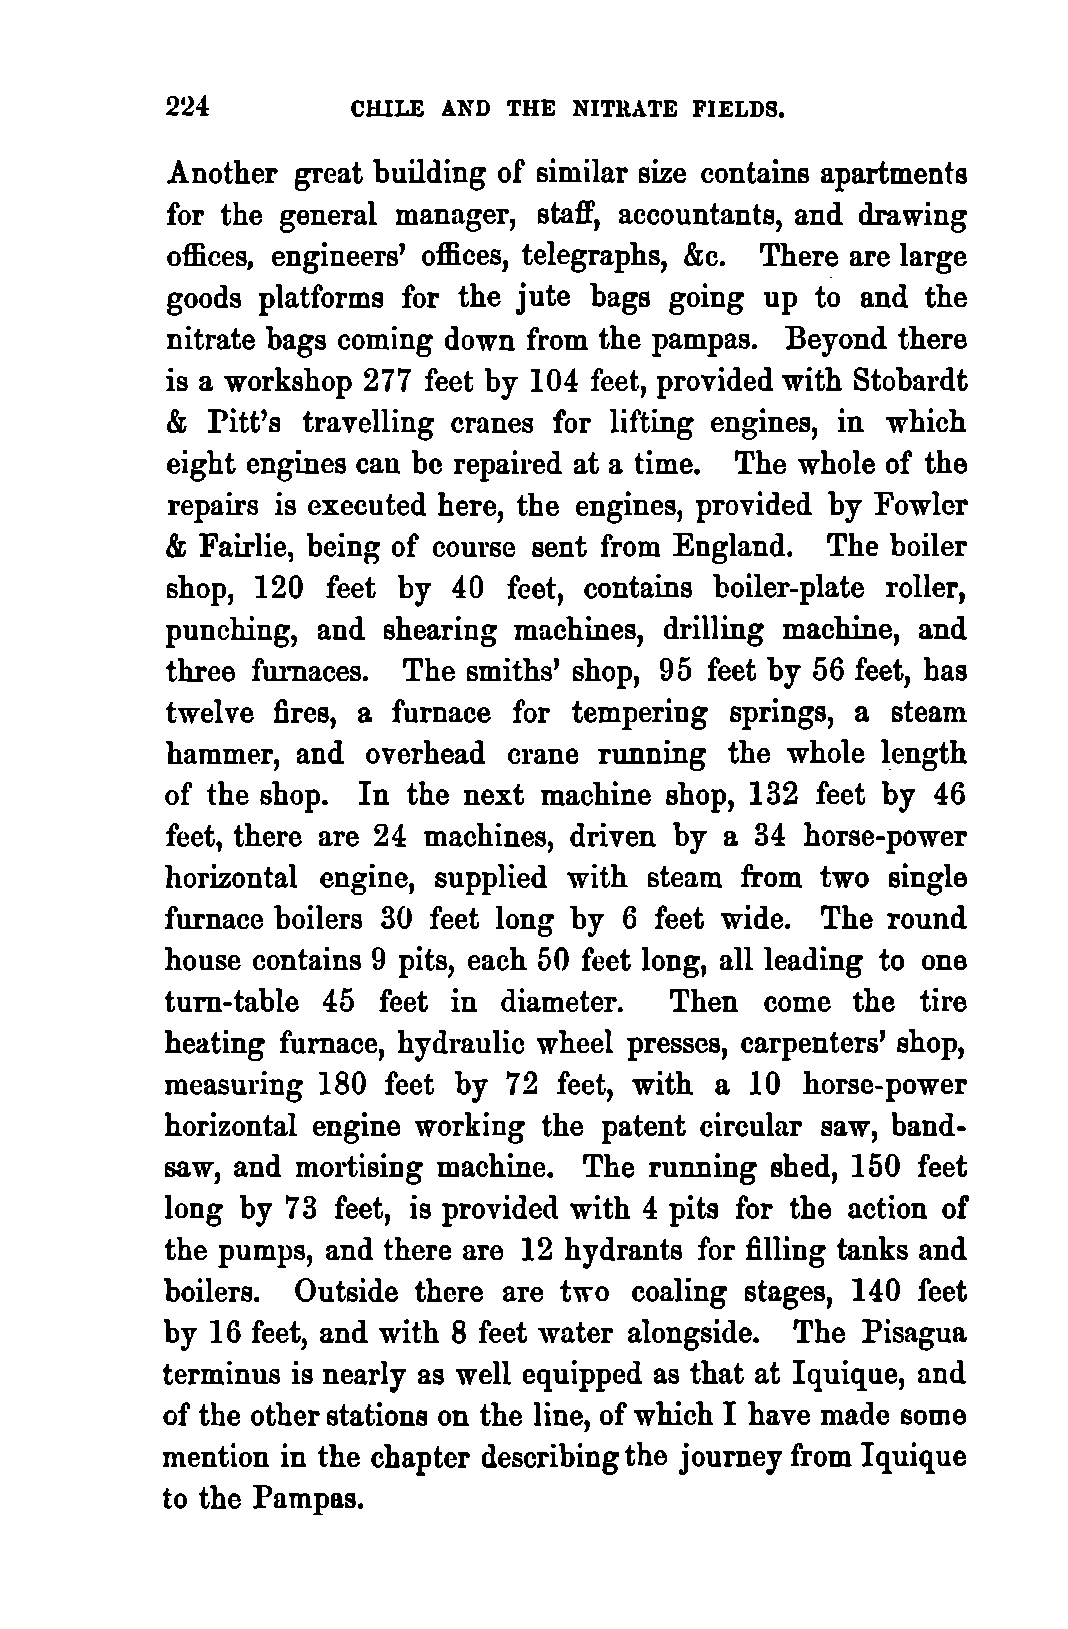 224 CHILE AND THE NITRATE FIELDS.
Another great building of similar size contains apartments
for the general manager, staff, accountants, and drawing
offices, engineers' offices, telegraphs, &c. There are large
goods platforms for the jute bags going up to and the
nitrate bags coming down from the pampas. Beyond there
is a workshop 277 feet by 104 feet, provided with Stobardt
& Pitt's travelling cranes for lifting engines, in which
eight engines can be repaired at a time. The whole of the
repairs is executed here, the engines, provided by Fowler
& Fairlie, being of course sent from England. The boiler
shop, 120 feet by 40 feet, contains boiler-plate roller,
punching, and shearing machines, drilling machine, and
three furnaces. The smiths' shop, 95 feet by 56 feet, has
twelve fires, a furnace for tempering springs, a steam
hammer, and overhead crane running the whole length
of the shop. In the next machine shop, 132 feet by 46
feet, there are 24 machines, driven by a 34 horse-power
horizontal engine, supplied with steam from two single
furnace boilers 30 feet long by 6 feet wide. The round
house contains 9 pits, each 50 feet long, all leading to one
turn-table 45 feet in diameter. Then come the tire
heating furnace, hydraulic wheel presses, carpenters' shop,
measuring 180 feet by 72 feet, with a 10 horse-power
horizontal engine working the patent circular saw, band-
saw, and mortising machine. The running shed, 150 feet
long by 73 feet, is provided with 4 pits for the action of
the pumps, and there are 12 hydrants for filling tanks and
boilers. Outside there are two coaling stages, 140 feet
by 16 feet, and with 8 feet water alongside. The Pisagua
terminus is nearly as well equipped as that at Iquique, and
of the other stations on the line, of which I have made some
mention in the chapter describing the journey from Iquique
to the Pampas.